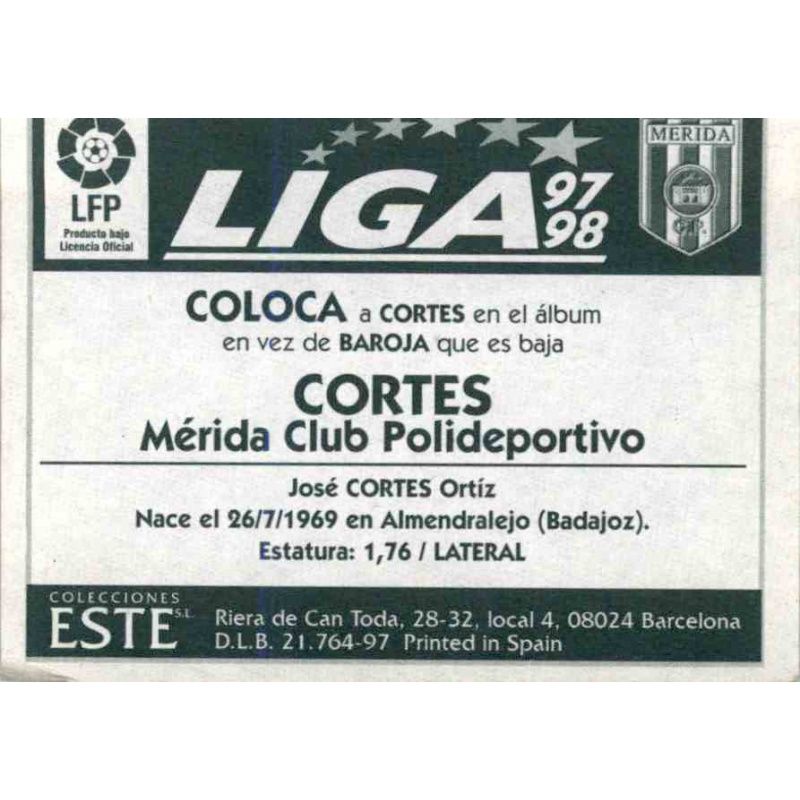 LFP
Producto bajo
Licencia Oficial
LIGA 97 98
MERIDA
C.P.
COLOCA a CORTES en el álbum
en vez de BAROJA que es baja
CORTES
Mérida Club Polideportivo
José CORTES Ortíz
Nace el 26/7/1969 en Almendralejo (Badajoz).
Estatura: 1,76 / LATERAL
COLECCIONES
ESTE S.L.
Riera de Can Toda, 28-32, local 4, 08024 Barcelona
D.L.B. 21.764-97 Printed in Spain